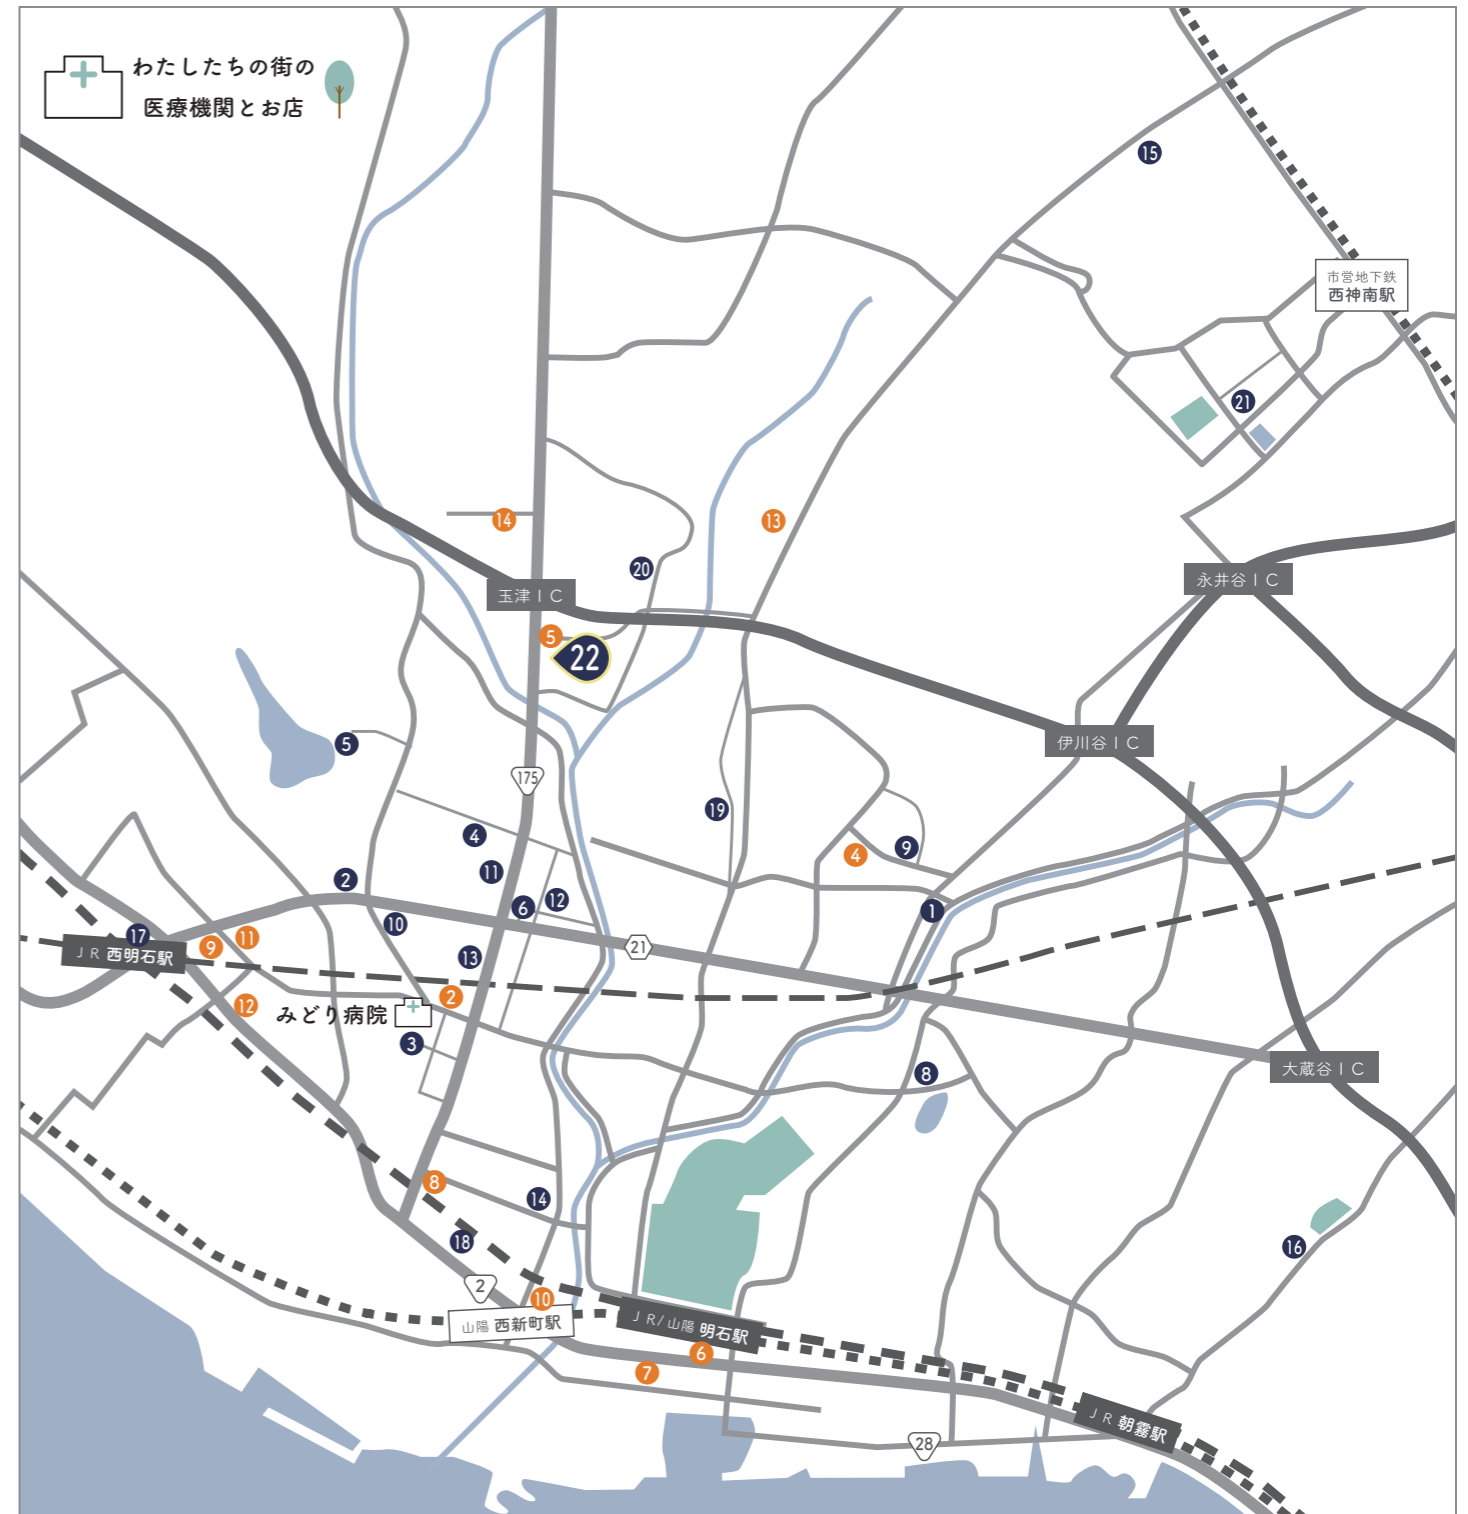 わたしたちの街の
医療機関とお店
15
市営地下鉄
西神南駅
21
14
13
20
玉津IC
永井谷IC
5
22
伊川谷IC
5
175
19
4
9
4
11
2
6
12
1
10
17
9
11
21
13
JR 西明石駅
2
12
みどり病院
3
8
大蔵谷IC
8
14
18
16
2
10
山陽 西新町駅
JR/山陽 明石駅
6
7
JR 朝霧駅
28